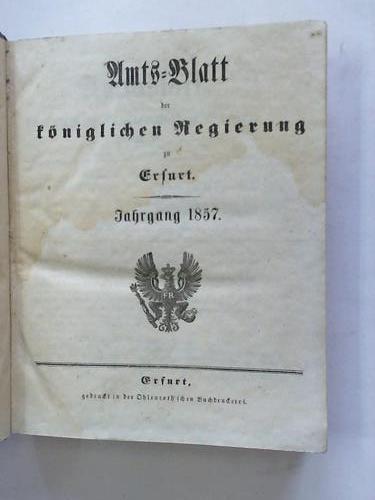 Amts=Blatt
der
königlichen Regierung
zu
Erfurt.
Jahrgang 1857.
FR
Erfurt,
gedruckt in der Ohlenroth'schen Buchdruckerei.